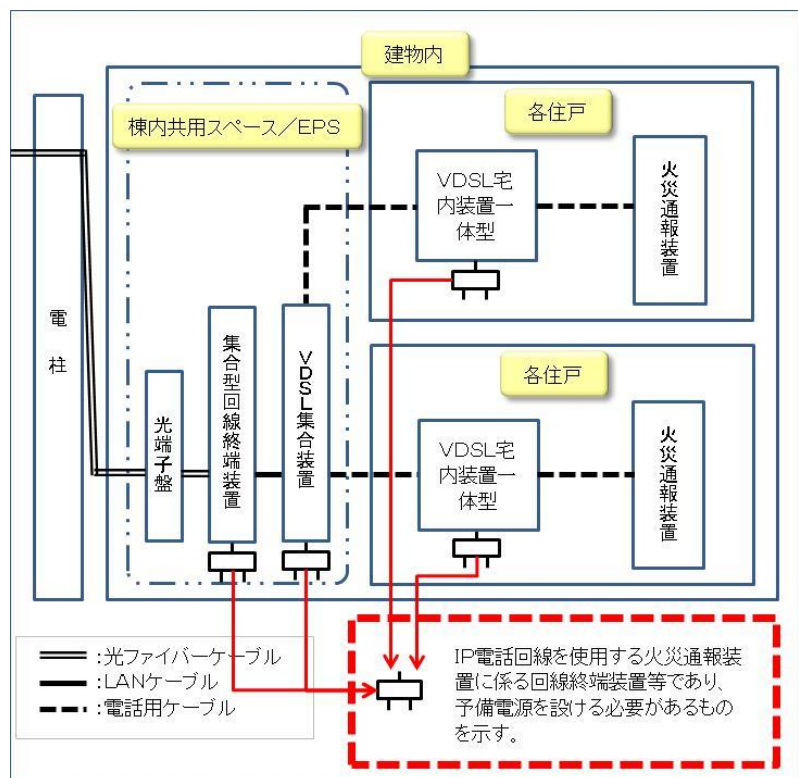 建物内
棟内共用スペース／EPS
各住戸
VDSL宅
内装置一
体型
火災通報装置
電柱
光端子盤
集合型回線終端装置
VDSL集合装置
各住戸
VDSL宅
内装置一
体型
火災通報装置
:光ファイバーケーブル
:LANケーブル
:電話用ケーブル
IP電話回線を使用する火災通報装
置に係る回線終端装置等であり、
予備電源を設ける必要があるもの
を示す。